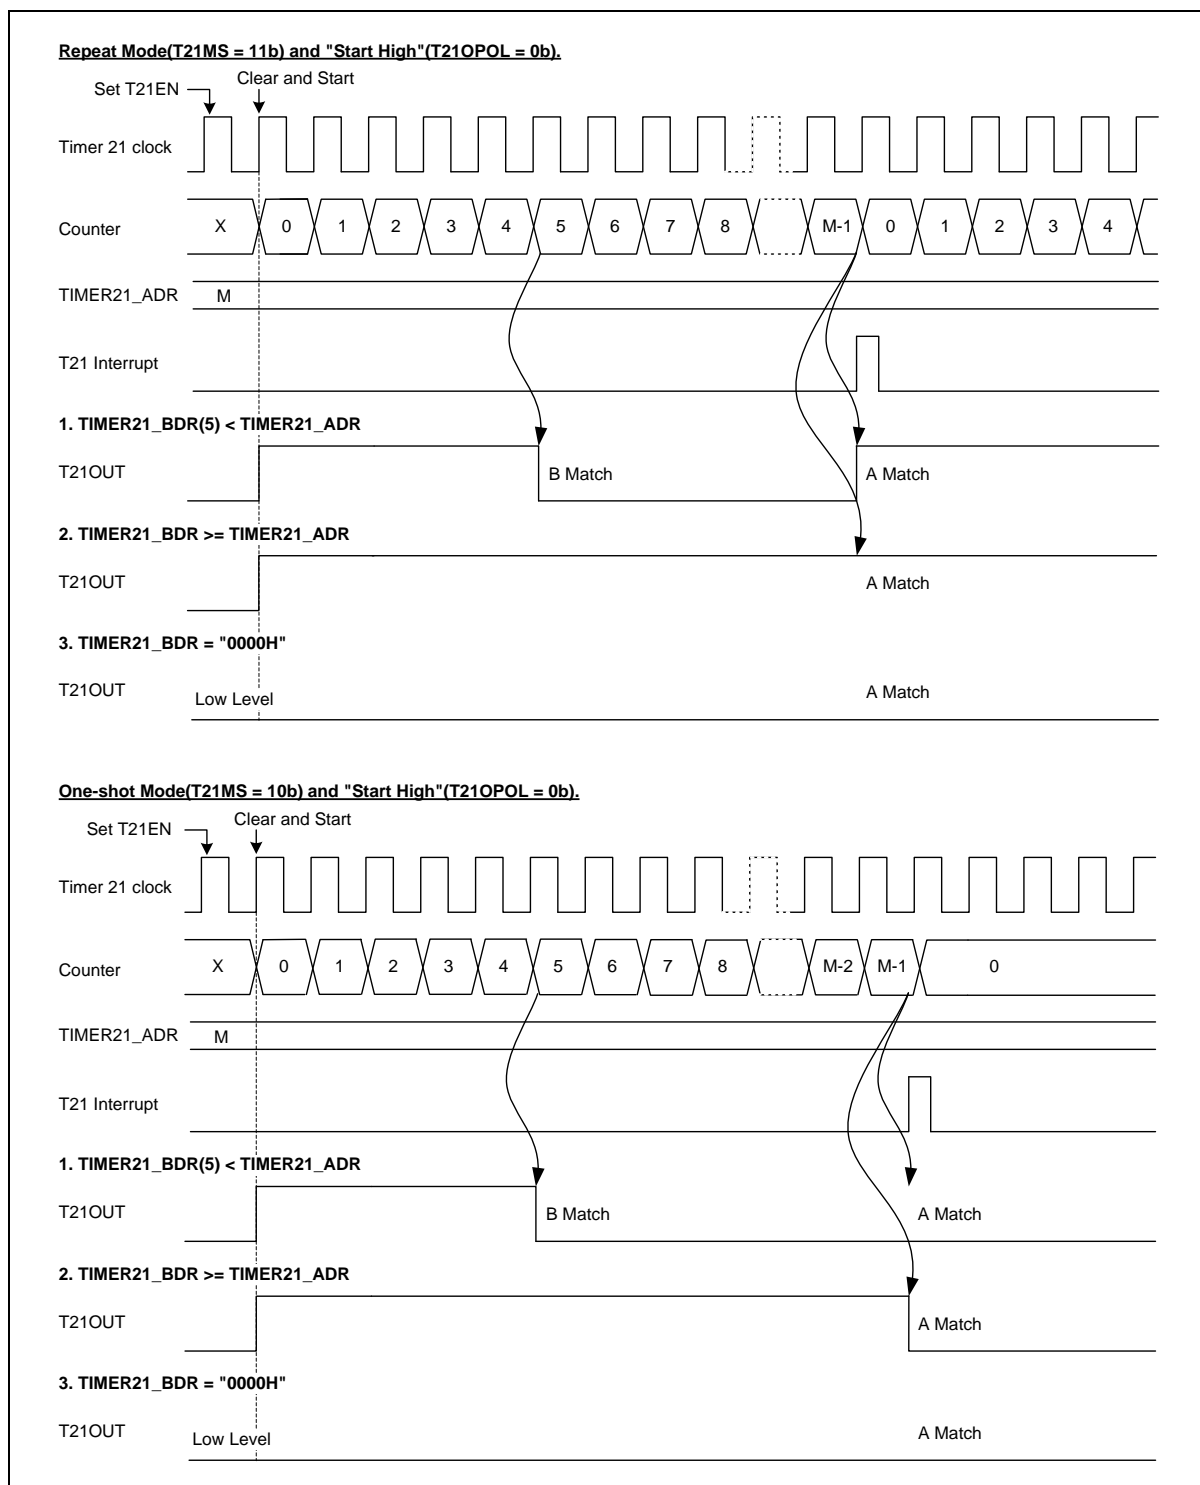 Repeat Mode(T21MS = 11b) and "Start High"(T21OPOL = 0b).
Set T21EN
Clear and Start
Timer 21 clock
Counter X 0 1 2 3 4 5 6 7 8 M-1 0 1 2 3 4
TIMER21_ADR M
T21 Interrupt
1. TIMER21_BDR(5) < TIMER21_ADR
T21OUT B Match A Match
2. TIMER21_BDR >= TIMER21_ADR
T21OUT A Match
3. TIMER21_BDR = "0000H"
T21OUT Low Level A Match
One-shot Mode(T21MS = 10b) and "Start High"(T21OPOL = 0b).
Set T21EN
Clear and Start
Timer 21 clock
Counter X 0 1 2 3 4 5 6 7 8 M-2 M-1 0
TIMER21_ADR M
T21 Interrupt
1. TIMER21_BDR(5) < TIMER21_ADR
T21OUT B Match A Match
2. TIMER21_BDR >= TIMER21_ADR
T21OUT A Match
3. TIMER21_BDR = "0000H"
T21OUT Low Level A Match